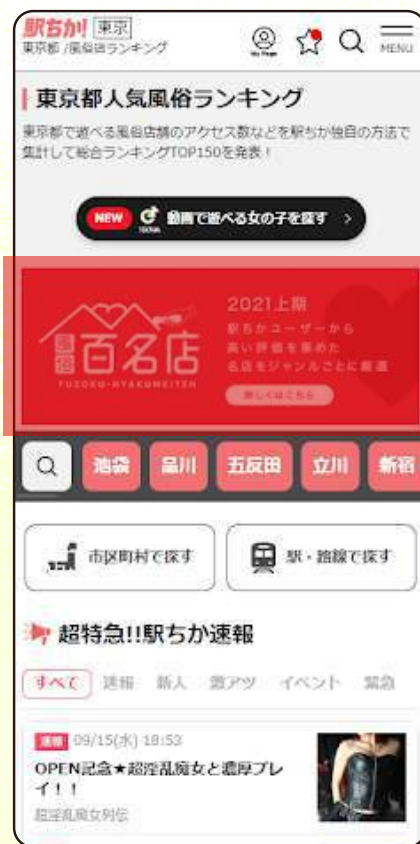 駅ちか! 東京
東京都 /風俗店ランキング
My Page
MENU
東京都人気風俗ランキング
東京都で遊べる風俗店舗のアクセス数などを駅ちか独自の方法で
集計して総合ランキングTOP150を発表！
NEW 動画で遊べる女の子を探す >
風俗百名店
FUZOKU-HYAKUMEITEN
2021上期
駅ちかユーザーから
高い評価を集めた
名店をジャンルごとに厳選
詳しくはこちら
池袋 品川 五反田 立川 新宿
市区町村で探す
駅・路線で探す
超特急!!駅ちか速報
すべて 速報 新人 激アツ イベント 緊急
速報 09/15(水) 18:53
OPEN記念★超淫乱痴女と濃厚プレ
イ！！
超淫乱痴女列伝